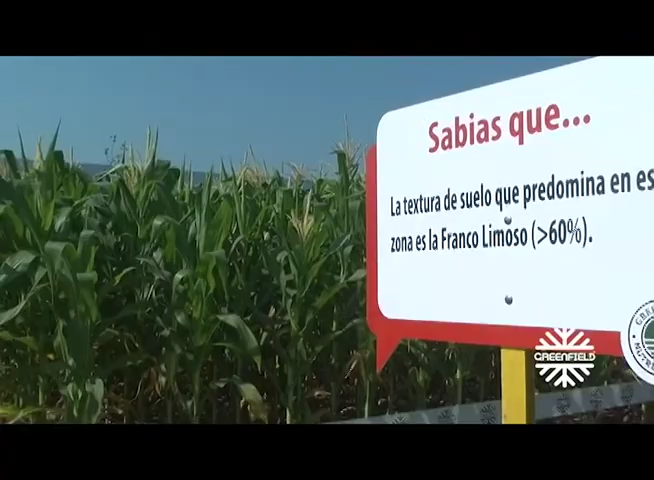 Sabias que...
La textura de suelo que predomina en es
zona es la Franco Limoso (>60%).
GREENFIELD